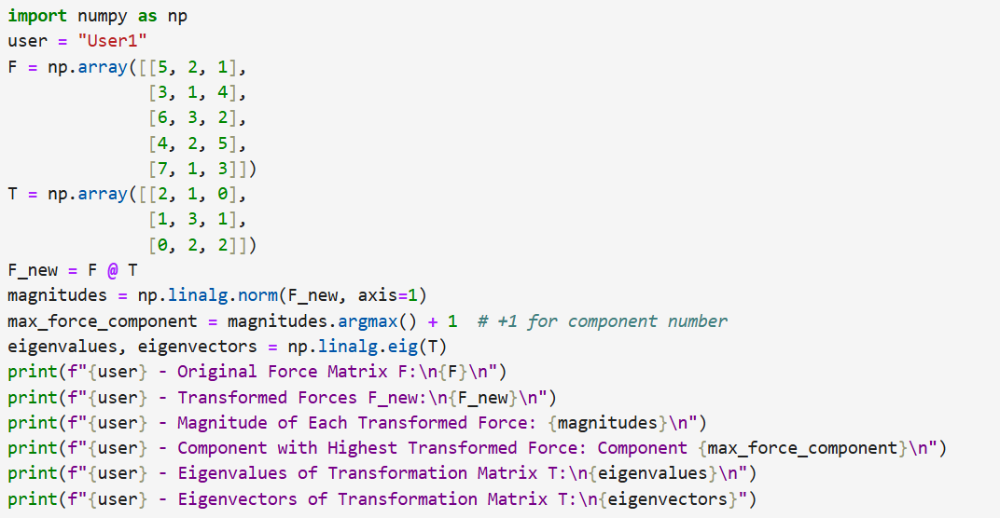 import numpy as np
user = "User1"
F = np.array([[5, 2, 1],
              [3, 1, 4],
              [6, 3, 2],
              [4, 2, 5],
              [7, 1, 3]])
T = np.array([[2, 1, 0],
              [1, 3, 1],
              [0, 2, 2]])
F_new = F @ T
magnitudes = np.linalg.norm(F_new, axis=1)
max_force_component = magnitudes.argmax() + 1  # +1 for component number
eigenvalues, eigenvectors = np.linalg.eig(T)
print(f"{user} - Original Force Matrix F:\n{F}\n")
print(f"{user} - Transformed Forces F_new:\n{F_new}\n")
print(f"{user} - Magnitude of Each Transformed Force: {magnitudes}\n")
print(f"{user} - Component with Highest Transformed Force: Component {max_force_component}\n")
print(f"{user} - Eigenvalues of Transformation Matrix T:\n{eigenvalues}\n")
print(f"{user} - Eigenvectors of Transformation Matrix T:\n{eigenvectors}")